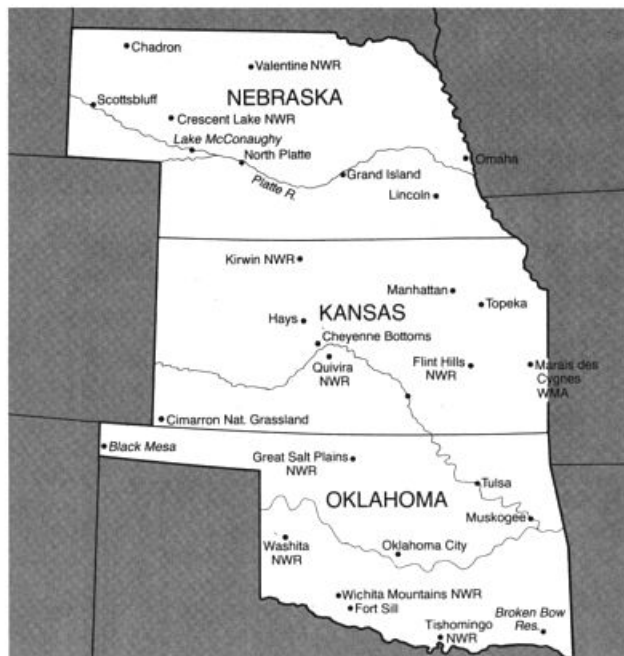 Chadron
Valentine NWR
NEBRASKA
Scottsbluff
Crescent Lake NWR
Lake McConaughy
North Platte
Omaha
Platte R.
Grand Island
Lincoln
Kirwin NWR
Manhattan
Topeka
Hays
KANSAS
Cheyenne Bottoms
Quivira
NWR
Flint Hills
NWR
Marais des
Cygnes
WMA
Cimarron Nat. Grassland
Black Mesa
Great Salt Plains
NWR
Tulsa
OKLAHOMA
Muskogee
Washita
NWR
Oklahoma City
Wichita Mountains NWR
Fort Sill
Broken Bow
Res.
Tishomingo
NWR